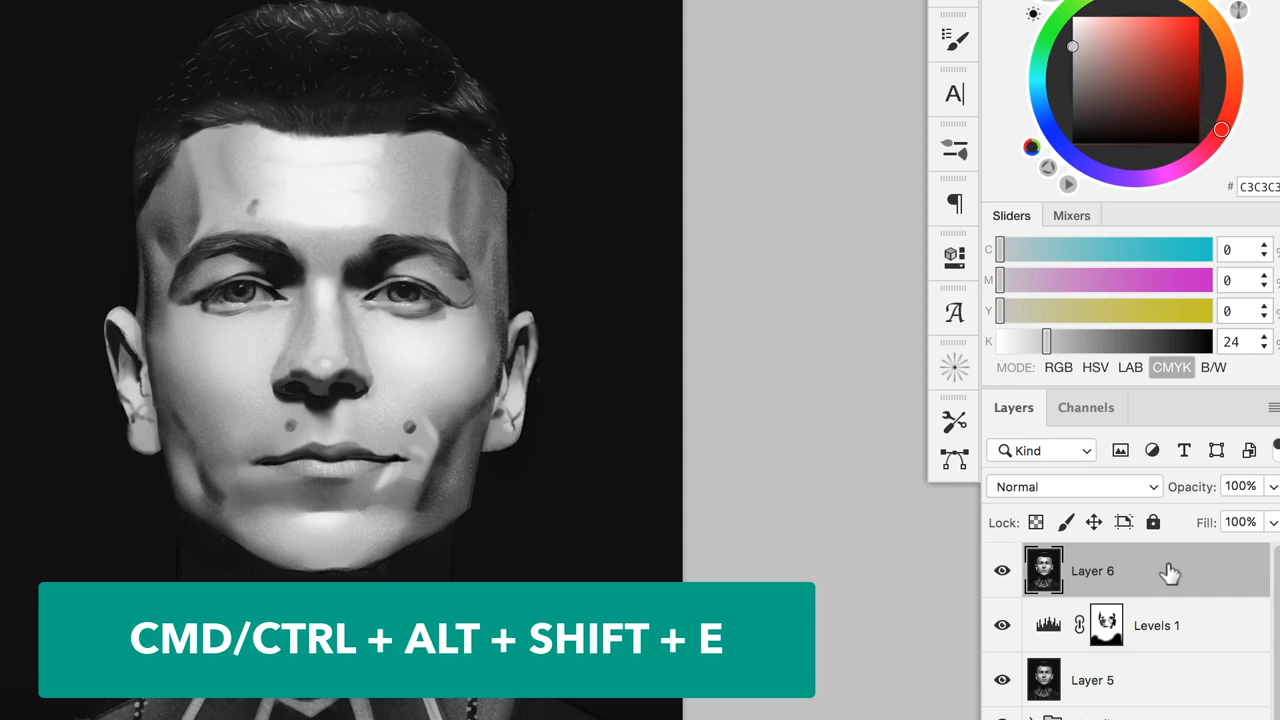 # C3C3C3
Sliders Mixers
C 0
M 0
Y 0
K 24
MODE: RGB HSV LAB CMYK B/W
Layers Channels
Kind
Normal Opacity: 100%
Lock: Fill: 100%
Layer 6
Levels 1
Layer 5
CMD/CTRL + ALT + SHIFT + E